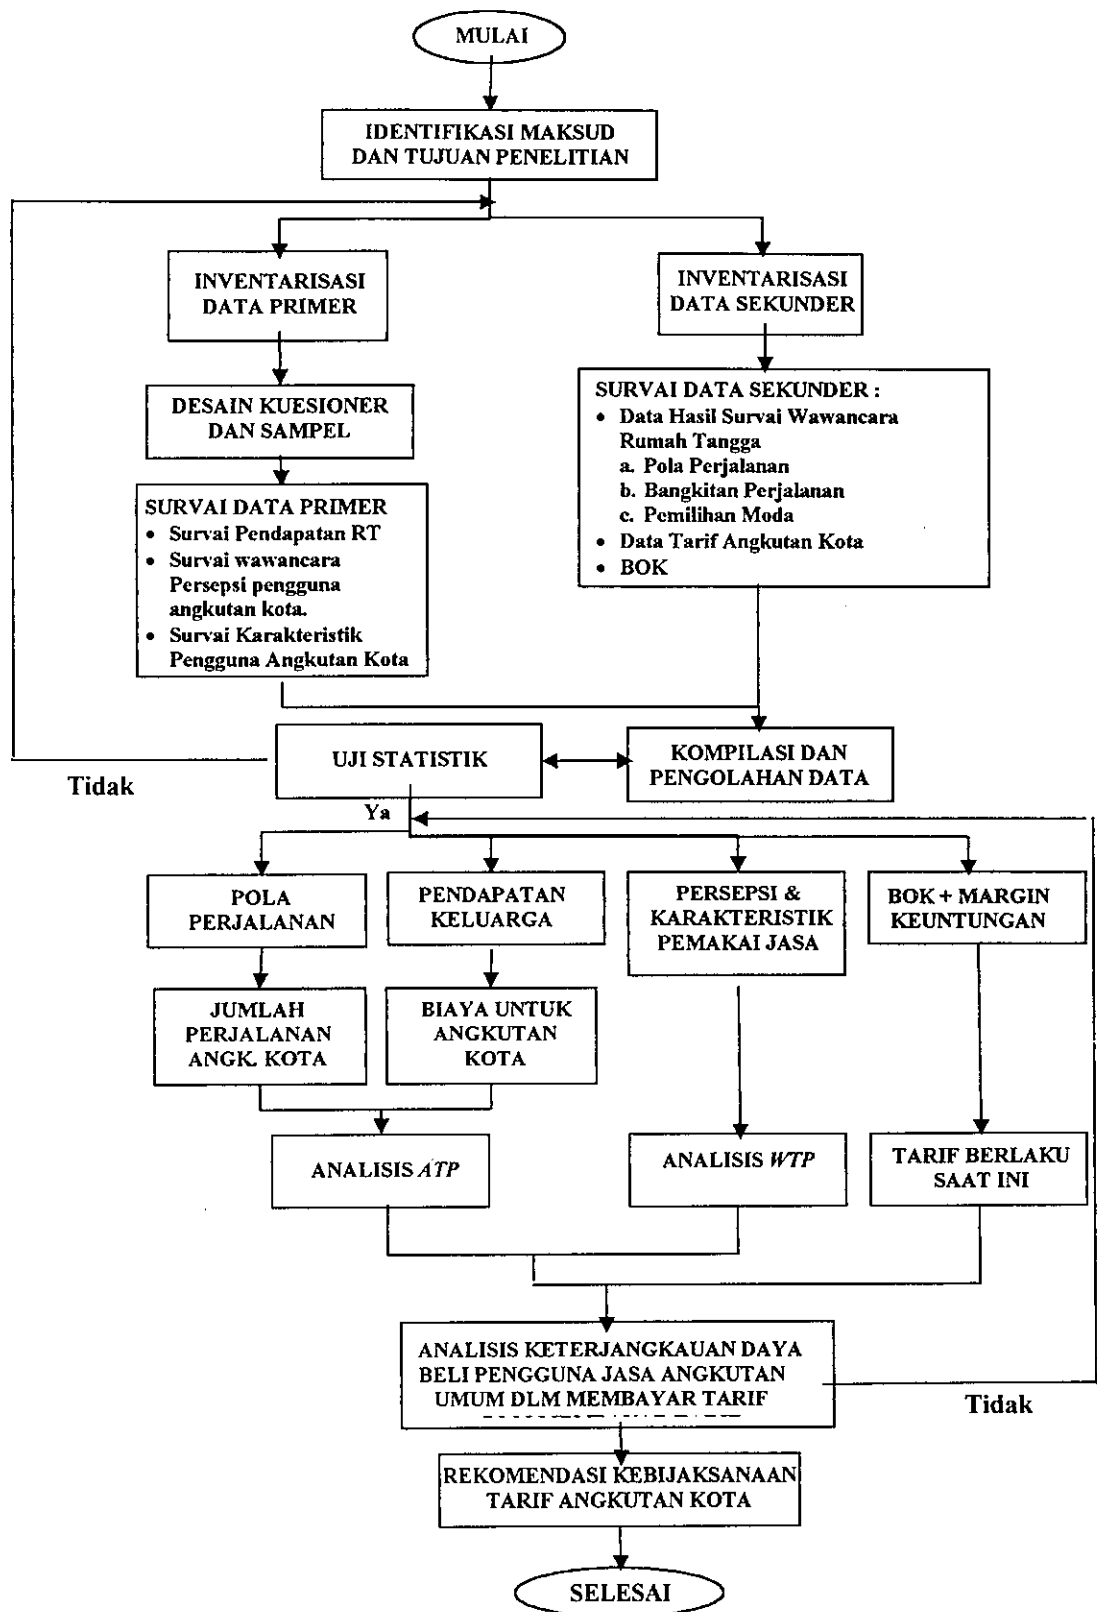 MULAI
IDENTIFIKASI MAKSUD
DAN TUJUAN PENELITIAN
INVENTARISASI
DATA PRIMER
INVENTARISASI
DATA SEKUNDER
DESAIN KUESIONER
DAN SAMPEL
SURVAI DATA SEKUNDER :
• Data Hasil Survai Wawancara
Rumah Tangga
a. Pola Perjalanan
b. Bangkitan Perjalanan
c. Pemilihan Moda
• Data Tarif Angkutan Kota
• BOK
SURVAI DATA PRIMER
• Survai Pendapatan RT
• Survai wawancara
Persepsi pengguna
angkutan kota.
• Survai Karakteristik
Pengguna Angkutan Kota
UJI STATISTIK
KOMPILASI DAN
PENGOLAHAN DATA
Tidak
Ya
POLA
PERJALANAN
PENDAPATAN
KELUARGA
PERSEPSI &
KARAKTERISTIK
PEMAKAI JASA
BOK + MARGIN
KEUNTUNGAN
JUMLAH
PERJALANAN
ANGK. KOTA
BIAYA UNTUK
ANGKUTAN
KOTA
ANALISIS ATP
ANALISIS WTP
TARIF BERLAKU
SAAT INI
ANALISIS KETERJANGKAUAN DAYA
BELI PENGGUNA JASA ANGKUTAN
UMUM DLM MEMBAYAR TARIF
Tidak
REKOMENDASI KEBIJAKSANAAN
TARIF ANGKUTAN KOTA
SELESAI